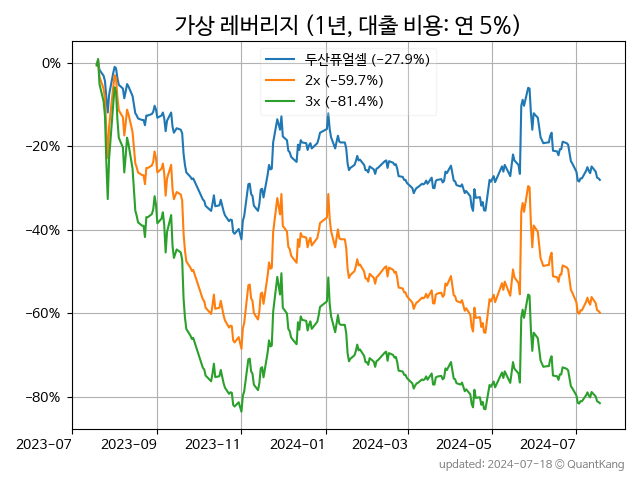 가상 레버리지 (1년, 대출 비용: 연 5%)
두산퓨얼셀 (−27.9%)
2x (−59.7%)
3x (−81.4%)
0%
−20%
−40%
−60%
−80%
2023-07 2023-09 2023-11 2024-01 2024-03 2024-05 2024-07
updated: 2024-07-18 © QuantKang